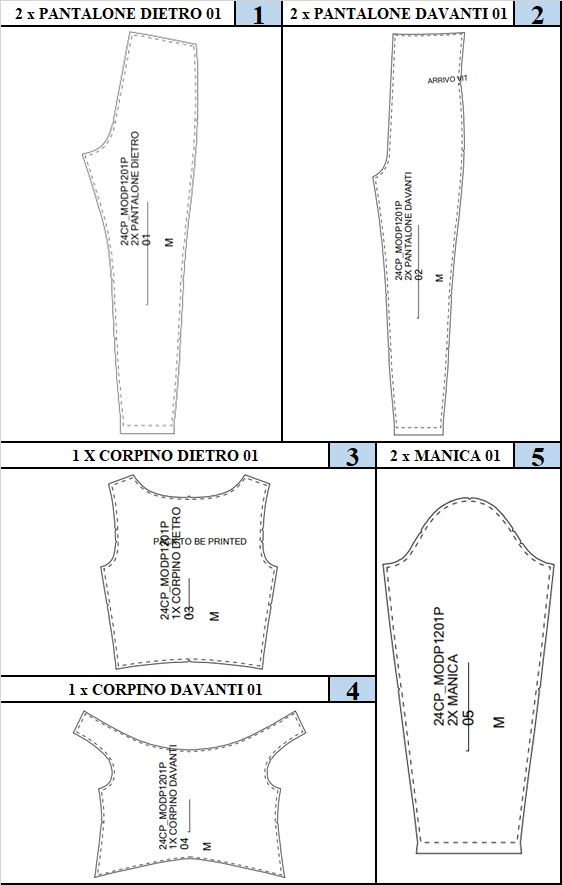 2 x PANTALONE DIETRO 01
1
2 x PANTALONE DAVANTI 01
2
24CP_MODP1201P
2X PANTALONE DIETRO
01
M
ARRIVO VIT
24CP_MODP1201P
2X PANTALONE DAVANTI
02
M
1 X CORPINO DIETRO 01
3
2 x MANICA 01
5
TO BE PRINTED
24CP_MODP1201P
1X CORPINO DIETRO
03
M
1 x CORPINO DAVANTI 01
4
24CP_MODP1201P
1X CORPINO DAVANTI
04
M
24CP_MODP1201P
2X MANICA
05
M